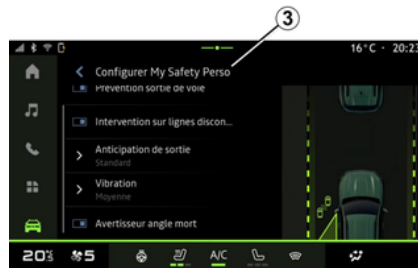 3
16°C · 20:23
Configurer My Safety Perso
Prévention sortie de voie
Intervention sur lignes discon...
Anticipation de sortie
Standard
Vibration
Moyenne
Avertisseur angle mort
20°5 5 A/C